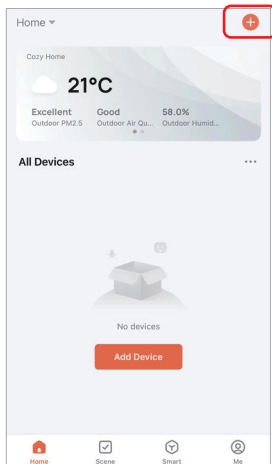 Home
Cozy Home
21°C
Excellent Good 58.0%
Outdoor PM2.5 Outdoor Air Qu... Outdoor Humid...
All Devices
No devices
Add Device
Home Scene Smart Me